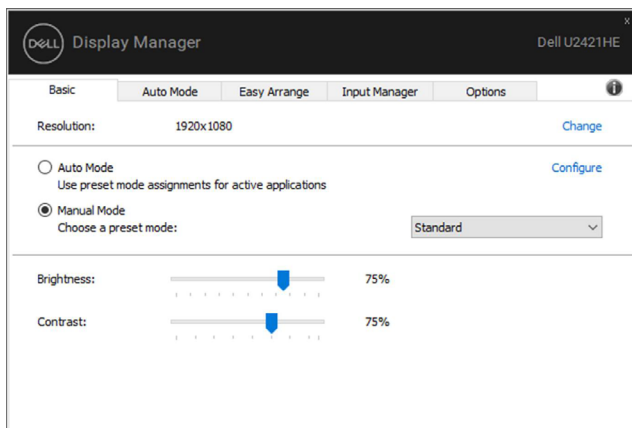 DELL Display Manager
x
Dell U2421HE
Basic Auto Mode Easy Arrange Input Manager Options i
Resolution: 1920x1080 Change
Auto Mode Configure
Use preset mode assignments for active applications
Manual Mode
Choose a preset mode: Standard
Brightness: 75%
Contrast: 75%